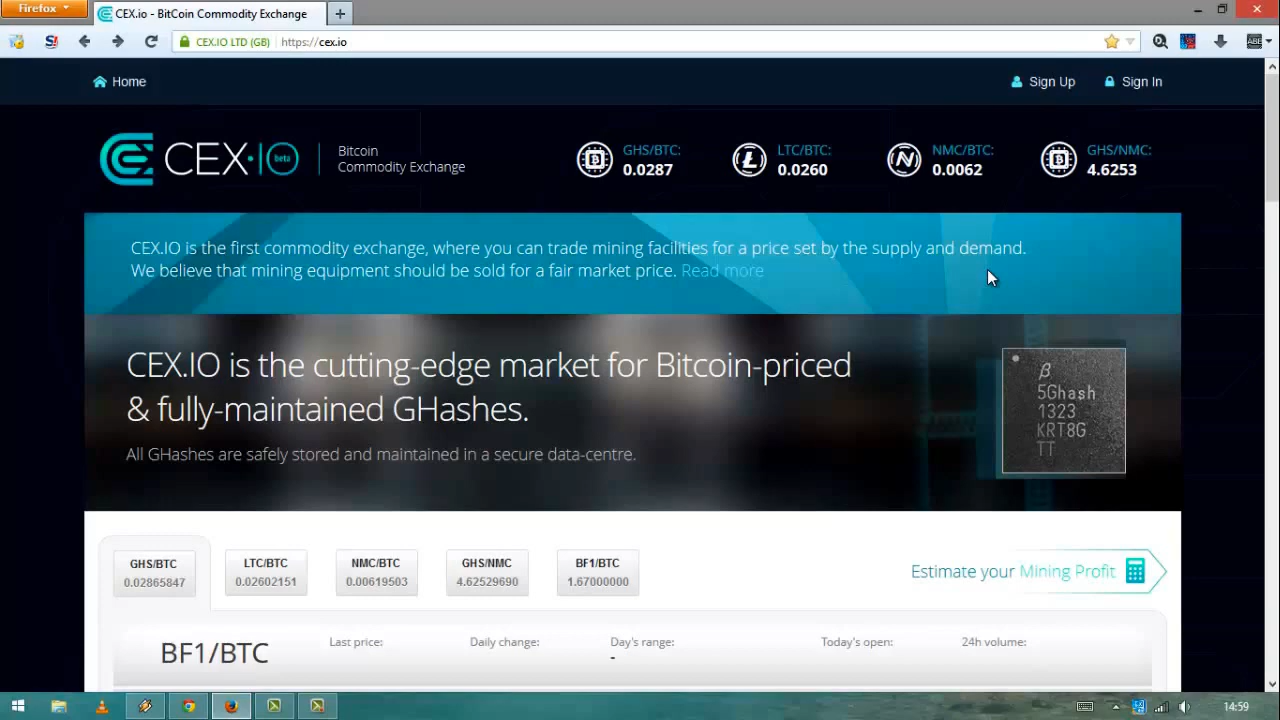 Firefox
CEX.io - BitCoin Commodity Exchange
CEX.IO LTD (GB)
https://cex.io
ABE
Home
Sign Up
Sign In
CEX.IO
beta
Bitcoin
Commodity Exchange
GHS/BTC:
0.0287
LTC/BTC:
0.0260
NMC/BTC:
0.0062
GHS/NMC:
4.6253
CEX.IO is the first commodity exchange, where you can trade mining facilities for a price set by the supply and demand.
We believe that mining equipment should be sold for a fair market price. Read more
CEX.IO is the cutting-edge market for Bitcoin-priced
& fully-maintained GHashes.
All GHashes are safely stored and maintained in a secure data-centre.
β
5Ghash
1323
KRT8G
TT
GHS/BTC
0.02865847
LTC/BTC
0.02602151
NMC/BTC
0.00619503
GHS/NMC
4.62529690
BF1/BTC
1.67000000
Estimate your Mining Profit
BF1/BTC
Last price:
Daily change:
Day's range:
-
Today's open:
24h volume:
14:59